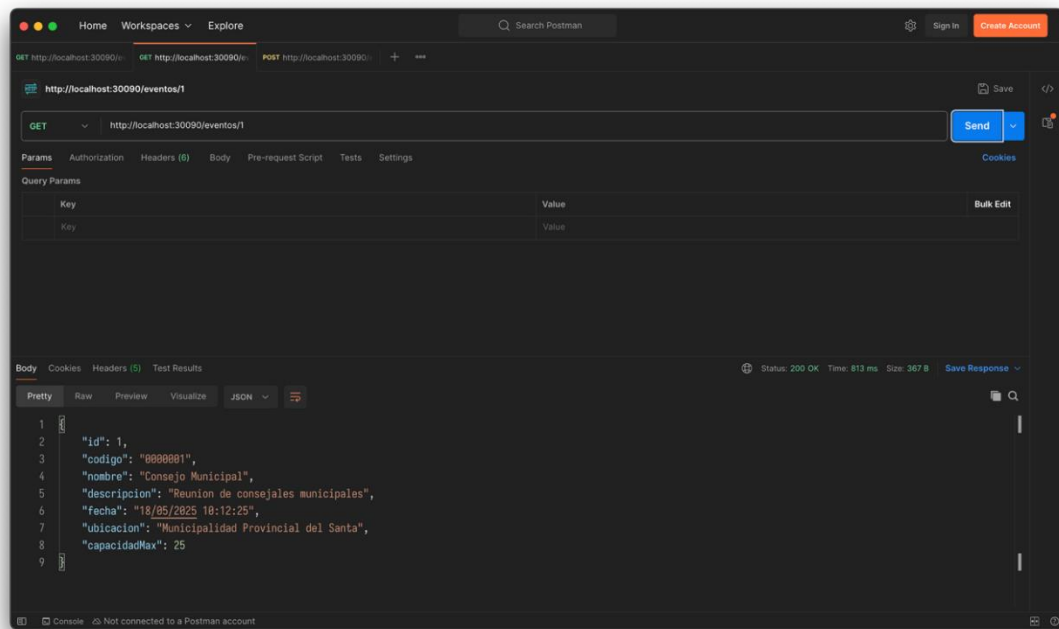 Home Workspaces Explore Search Postman Sign In Create Account
GET http://localhost:30090/e GET http://localhost:30090/e POST http://localhost:30090/
http://localhost:30090/eventos/1 Save
GET http://localhost:30090/eventos/1 Send
Params Authorization Headers (6) Body Pre-request Script Tests Settings Cookies
Query Params
Key Value Bulk Edit
Key Value
Body Cookies Headers (5) Test Results Status: 200 OK Time: 813 ms Size: 367 B Save Response
Pretty Raw Preview Visualize JSON
1 {
2 "id": 1,
3 "codigo": "0000001",
4 "nombre": "Consejo Municipal",
5 "descripcion": "Reunion de consejales municipales",
6 "fecha": "18/05/2025 10:12:25",
7 "ubicacion": "Municipalidad Provincial del Santa",
8 "capacidadMax": 25
9 }
Console Not connected to a Postman account